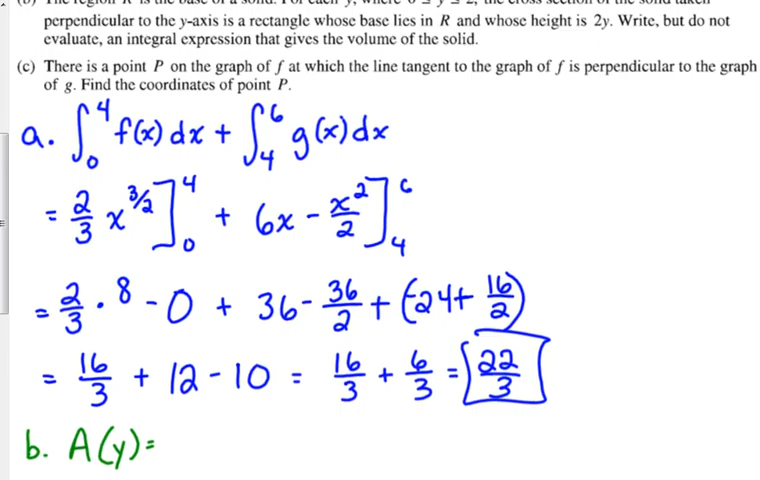 perpendicular to the y-axis is a rectangle whose base lies in R and whose height is 2y. Write, but do not
evaluate, an integral expression that gives the volume of the solid.
(c) There is a point P on the graph of f at which the line tangent to the graph of f is perpendicular to the graph
of g. Find the coordinates of point P.
a. ∫₀⁴ f(x) dx + ∫₄⁶ g(x) dx
= 2/3 x^(3/2) ]₀⁴ + 6x - x²/2 ]₄⁶
= 2/3 · 8 - 0 + 36 - 36/2 + (-24 + 16/2)
= 16/3 + 12 - 10 = 16/3 + 6/3 = 22/3
b. A(y) =